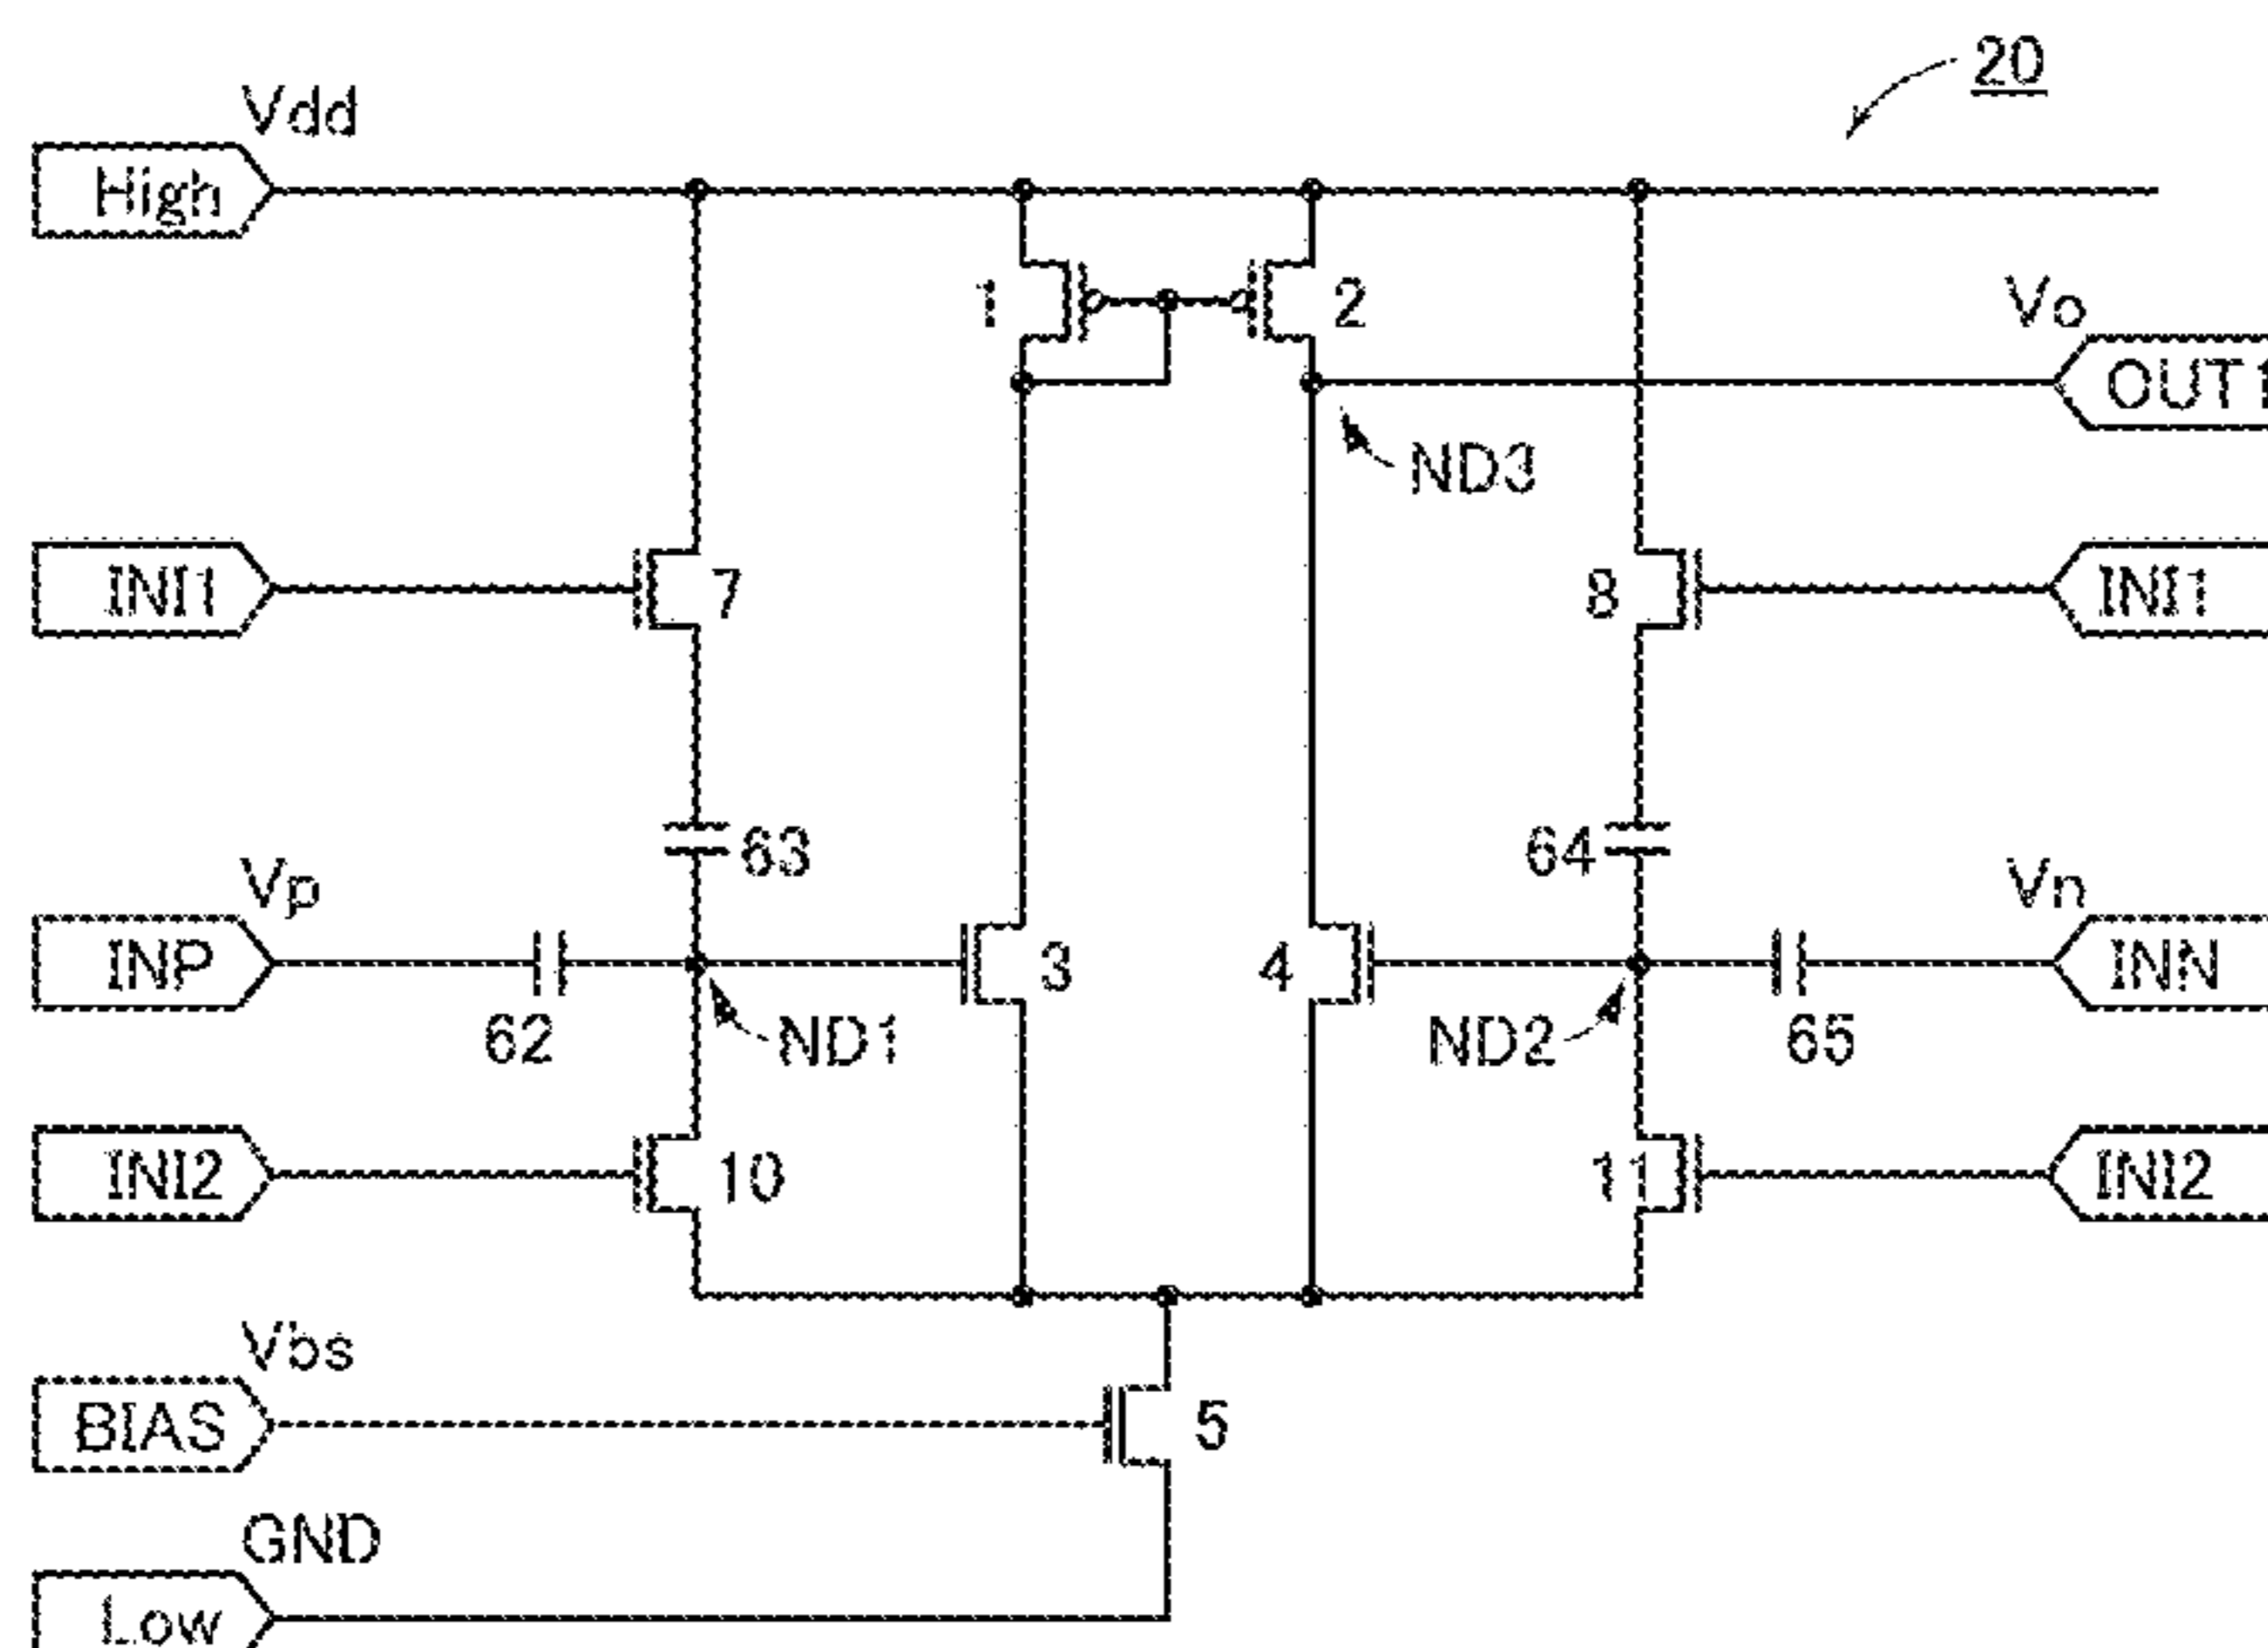 20
Vdd
High
1
2
Vo
OUT1
ND3
INI1
7
8
INI1
63
64
Vp
Vn
INP
3
4
INN
62
ND1
ND2
65
INI2
10
11
INI2
Vbs
BIAS
5
GND
Low